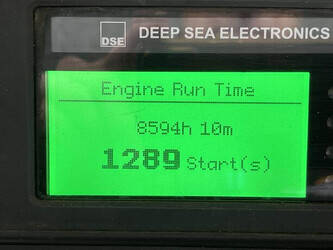 DSE DEEP SEA ELECTRONICS
Engine Run Time
8594h 10m
1289 Start(s)